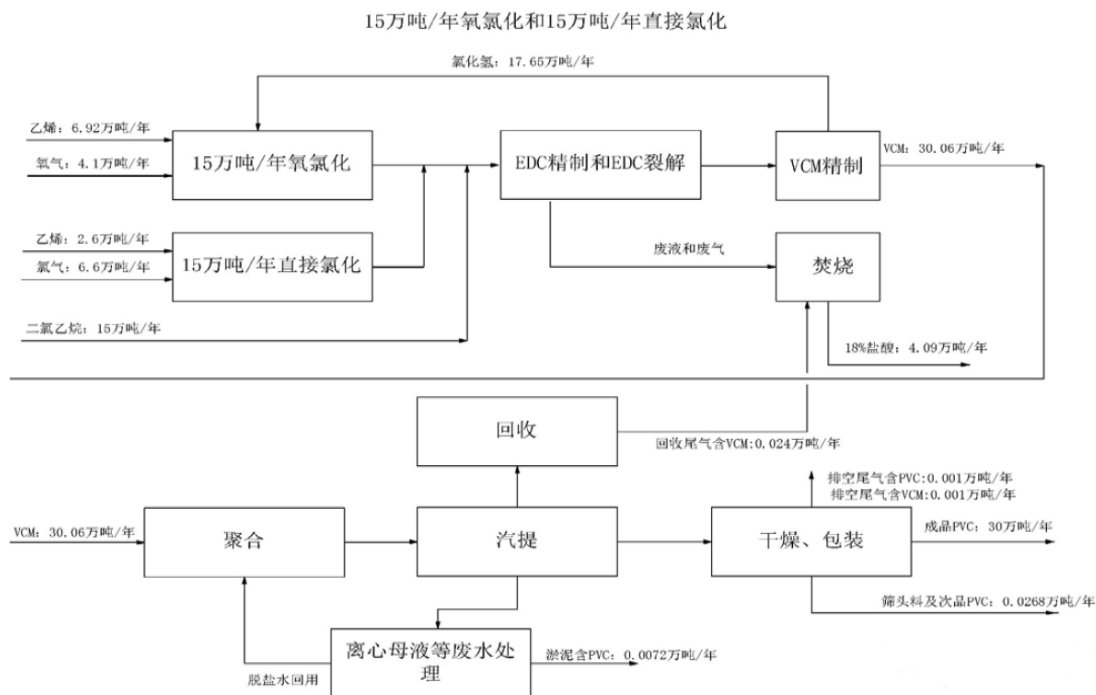 15万吨/年氧氯化和15万吨/年直接氯化
氯化氢：17.65万吨/年
乙烯：6.92万吨/年
氧气：4.1万吨/年
15万吨/年氧氯化
EDC精制和EDC裂解
VCM精制
VCM：30.06万吨/年
乙烯：2.6万吨/年
氯气：6.6万吨/年
15万吨/年直接氯化
废液和废气
焚烧
二氯乙烷：15万吨/年
18%盐酸：4.09万吨/年
回收
回收尾气含VCM:0.024万吨/年
排空尾气含PVC:0.001万吨/年
排空尾气含VCM:0.001万吨/年
VCM：30.06万吨/年
聚合
汽提
干燥、包装
成品PVC：30万吨/年
筛头料及次品PVC：0.0268万吨/年
离心母液等废水处
理
淤泥含PVC：0.0072万吨/年
脱盐水回用